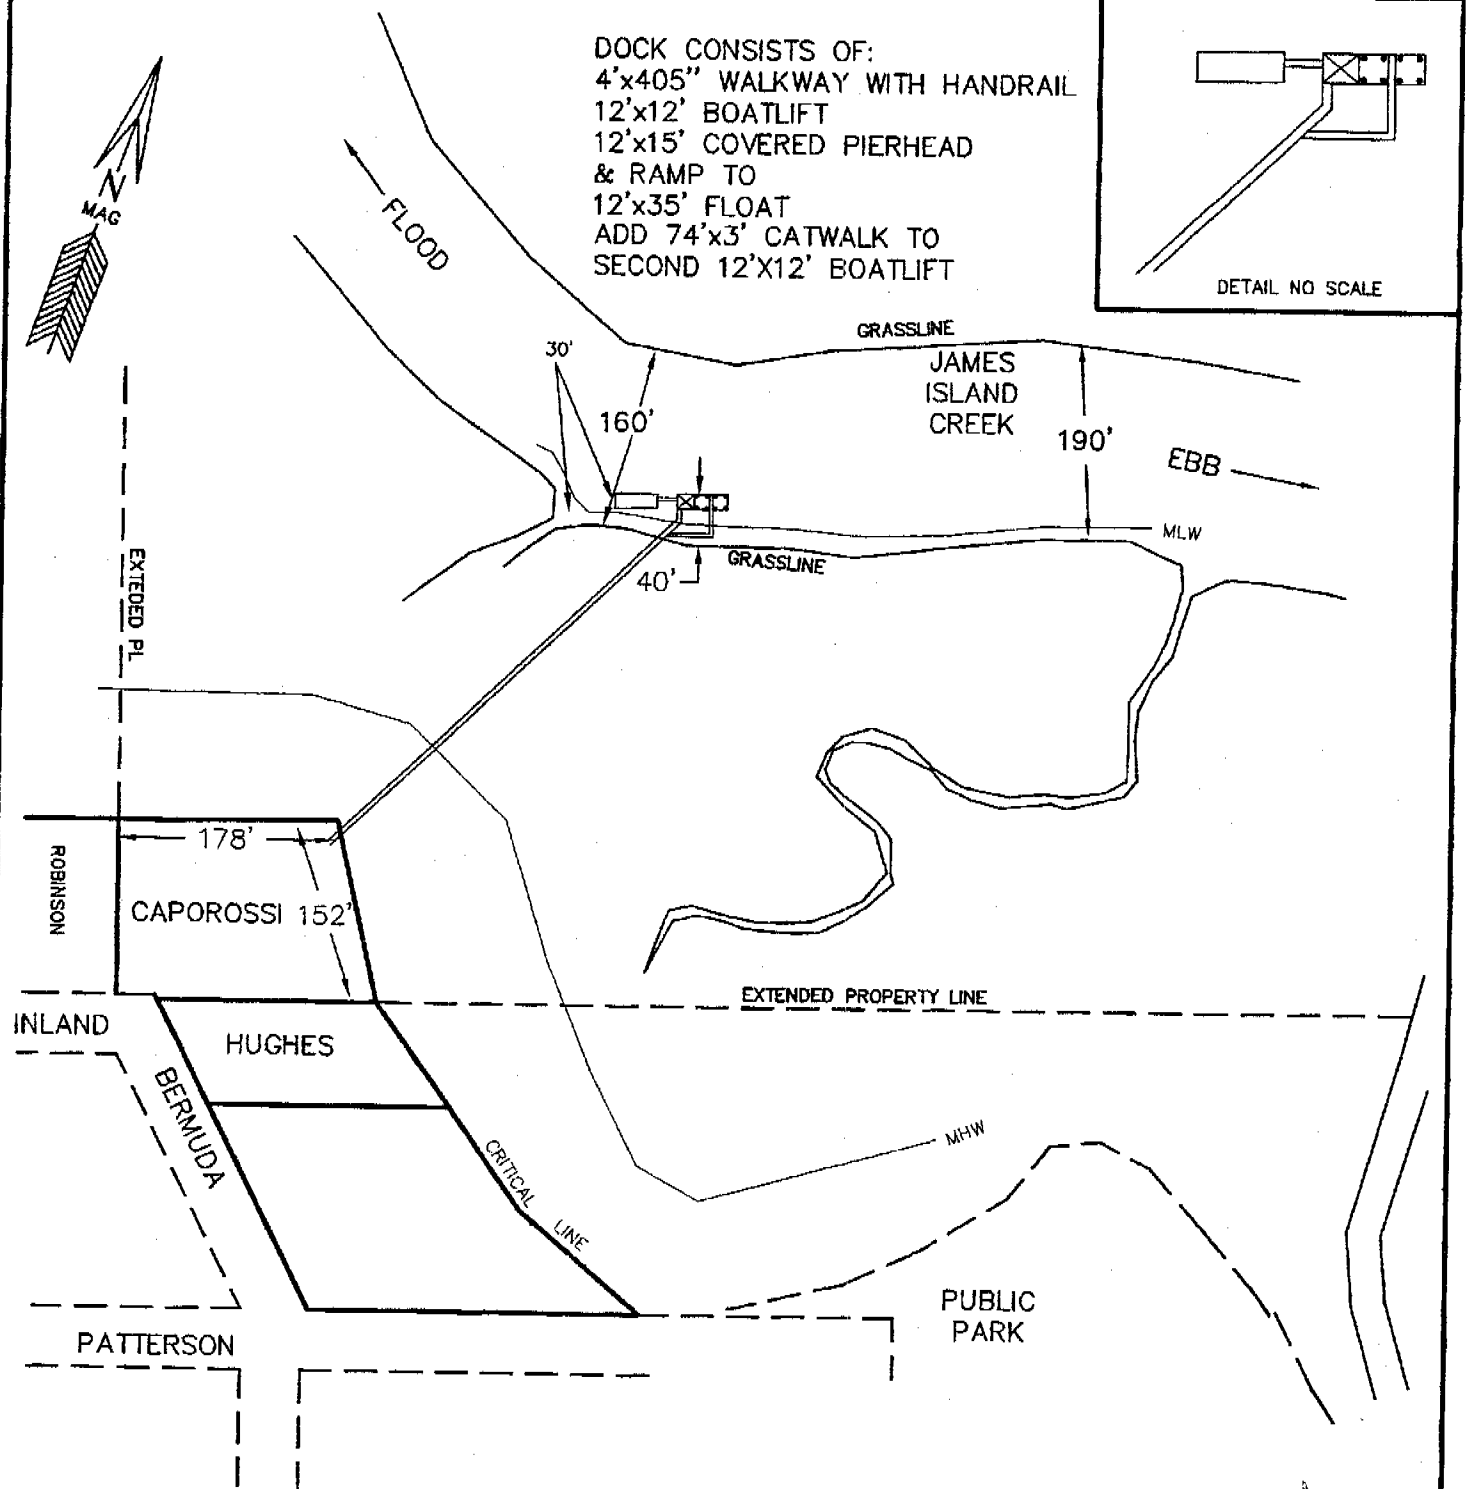 DOCK CONSISTS OF:
4'x405" WALKWAY WITH HANDRAIL
12'x12' BOATLIFT
12'x15' COVERED PIERHEAD
& RAMP TO
12'x35' FLOAT
ADD 74'x3' CATWALK TO
SECOND 12'X12' BOATLIFT
DETAIL NO SCALE
N
MAG
FLOOD
GRASSLINE
JAMES
ISLAND
CREEK
30'
160'
190'
EBB
MLW
GRASSLINE
40'
EXTEDED PL
178'
ROBINSON
CAPOROSSI
152'
EXTENDED PROPERTY LINE
INLAND
HUGHES
BERMUDA
CRITICAL LINE
MHW
PUBLIC
PARK
PATTERSON